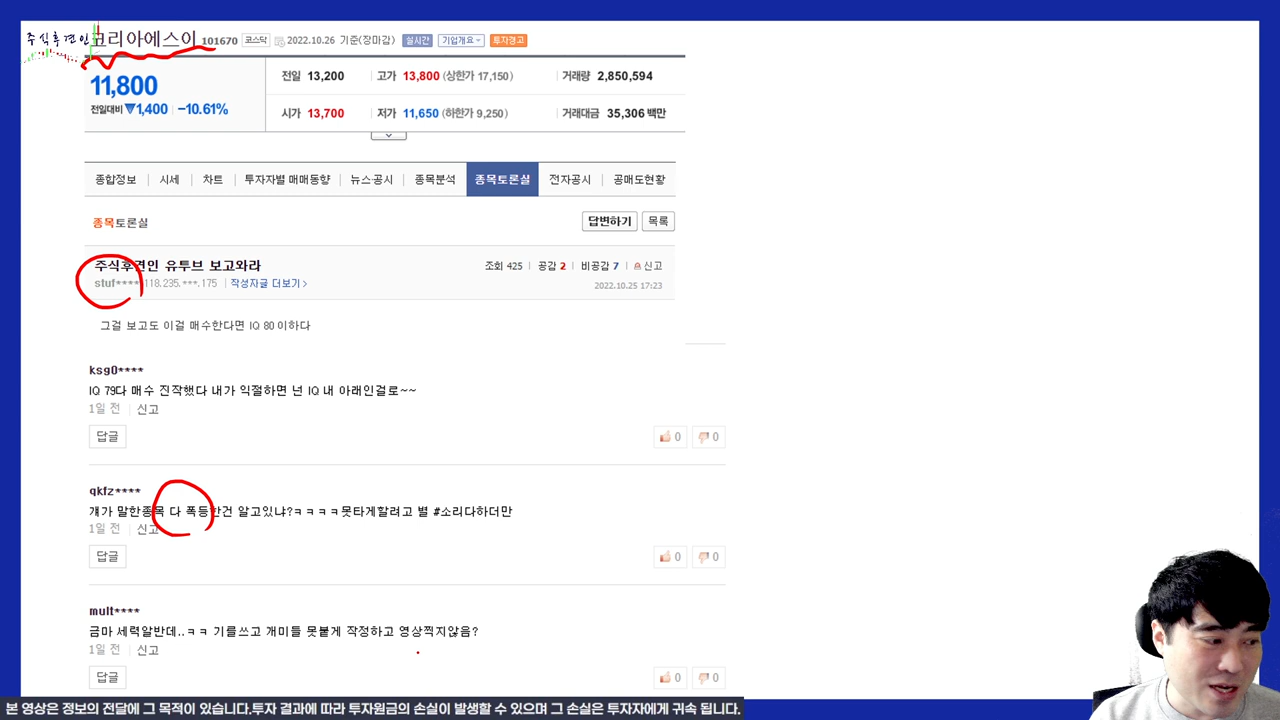 주식후견인
코리아에스이 101670 코스닥 2022.10.26 기준(장마감) 실시간 기업개요 투자경고
11,800
전일대비 ▼1,400 -10.61%
전일 13,200 고가 13,800 (상한가 17,150) 거래량 2,850,594
시가 13,700 저가 11,650 (하한가 9,250) 거래대금 35,306 백만
종합정보 시세 차트 투자자별 매매동향 뉴스·공시 종목분석 종목토론실 전자공시 공매도현황
종목토론실 답변하기 목록
주식후견인 유투브 보고와라 조회 425 공감 2 비공감 7 신고
stuf**** 118.235.***.175 작성자글 더보기 2022.10.25 17:23
그걸 보고도 이걸 매수한다면 IQ 80 이하다
ksg0****
IQ 79다 매수 진작했다 내가 익절하면 넌 IQ 내 아래인걸로~~
1일 전 신고
답글 0 0
qkfz****
걔가 말한종목 다 폭등한건 알고있냐?ㅋㅋㅋㅋ못타게할려고 별 #소리다하더만
1일 전 신고
답글 0 0
mult****
금마 세력알반데..ㅋㅋ 기를쓰고 개미들 못붙게 작정하고 영상찍지않음?
1일 전 신고
답글 0 0
본 영상은 정보의 전달에 그 목적이 있습니다.투자 결과에 따라 투자원금의 손실이 발생할 수 있으며 그 손실은 투자자에게 귀속 됩니다.